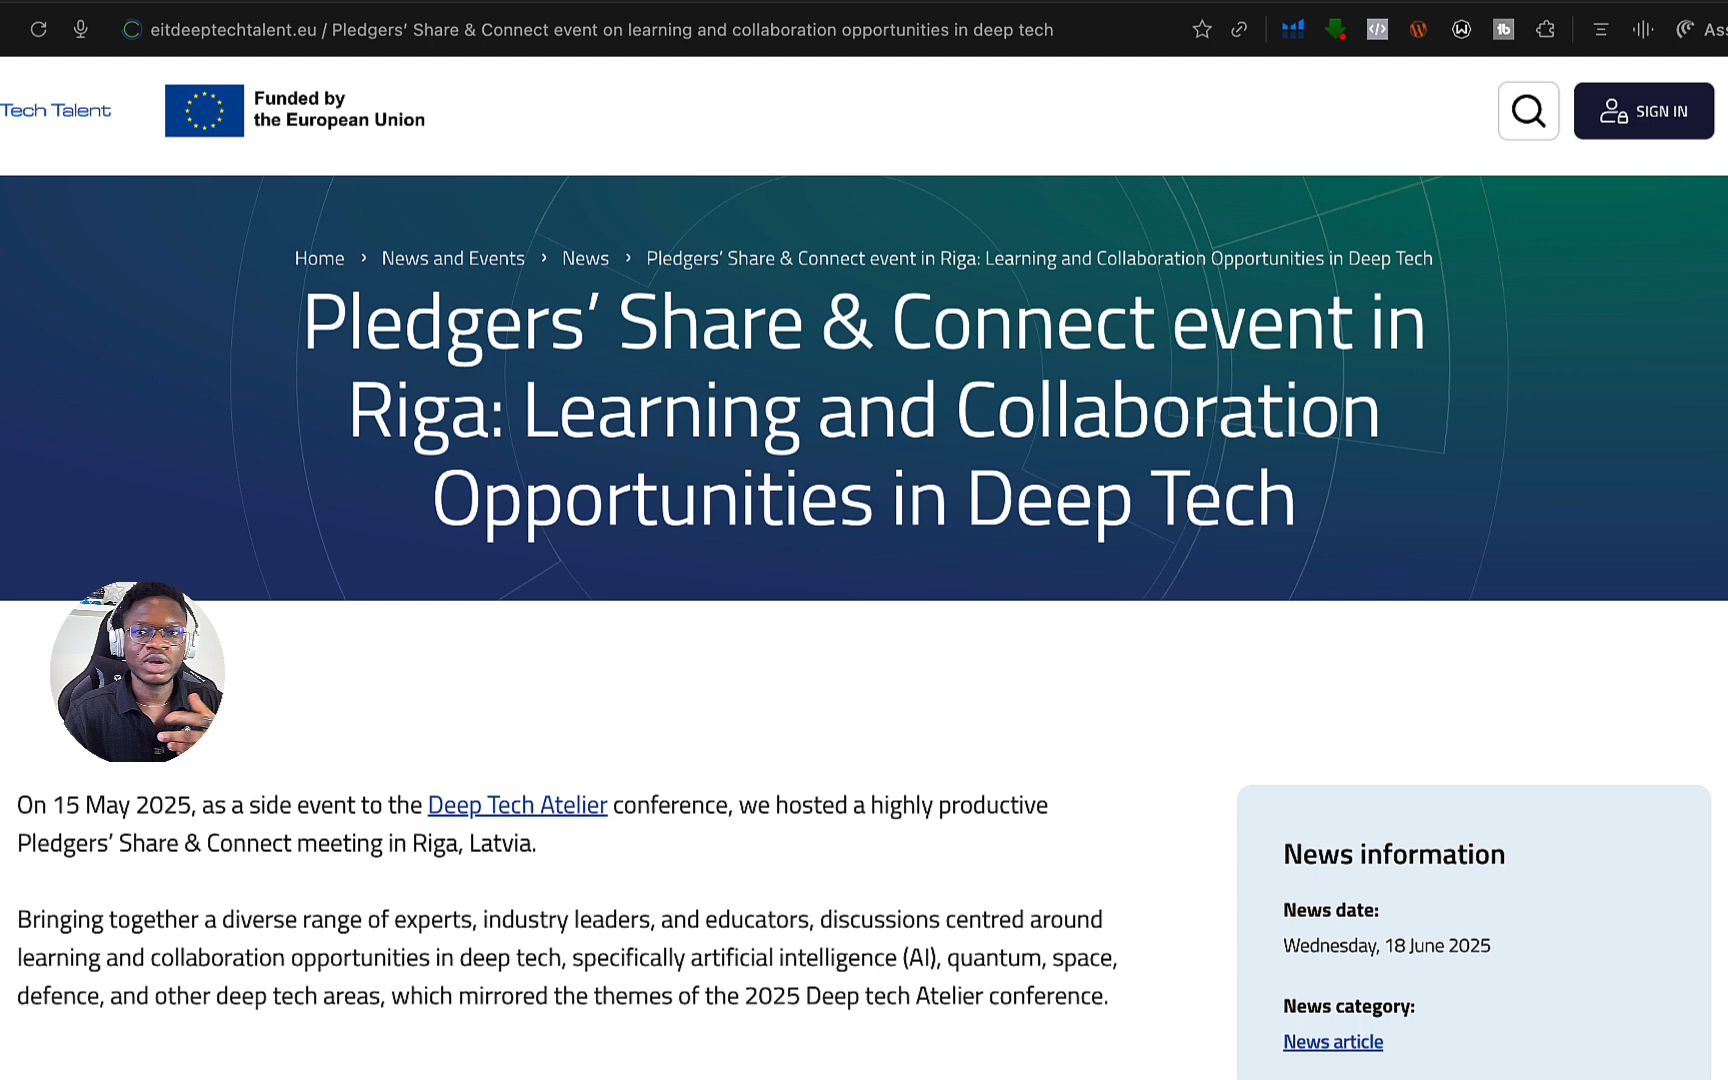 eitdeeptechtalent.eu / Pledgers’ Share & Connect event on learning and collaboration opportunities in deep tech
Tech Talent
Funded by
the European Union
SIGN IN
Home › News and Events › News › Pledgers’ Share & Connect event in Riga: Learning and Collaboration Opportunities in Deep Tech
Pledgers’ Share & Connect event in
Riga: Learning and Collaboration
Opportunities in Deep Tech
On 15 May 2025, as a side event to the Deep Tech Atelier conference, we hosted a highly productive
Pledgers’ Share & Connect meeting in Riga, Latvia.
Bringing together a diverse range of experts, industry leaders, and educators, discussions centred around
learning and collaboration opportunities in deep tech, specifically artificial intelligence (AI), quantum, space,
defence, and other deep tech areas, which mirrored the themes of the 2025 Deep tech Atelier conference.
News information
News date:
Wednesday, 18 June 2025
News category:
News article